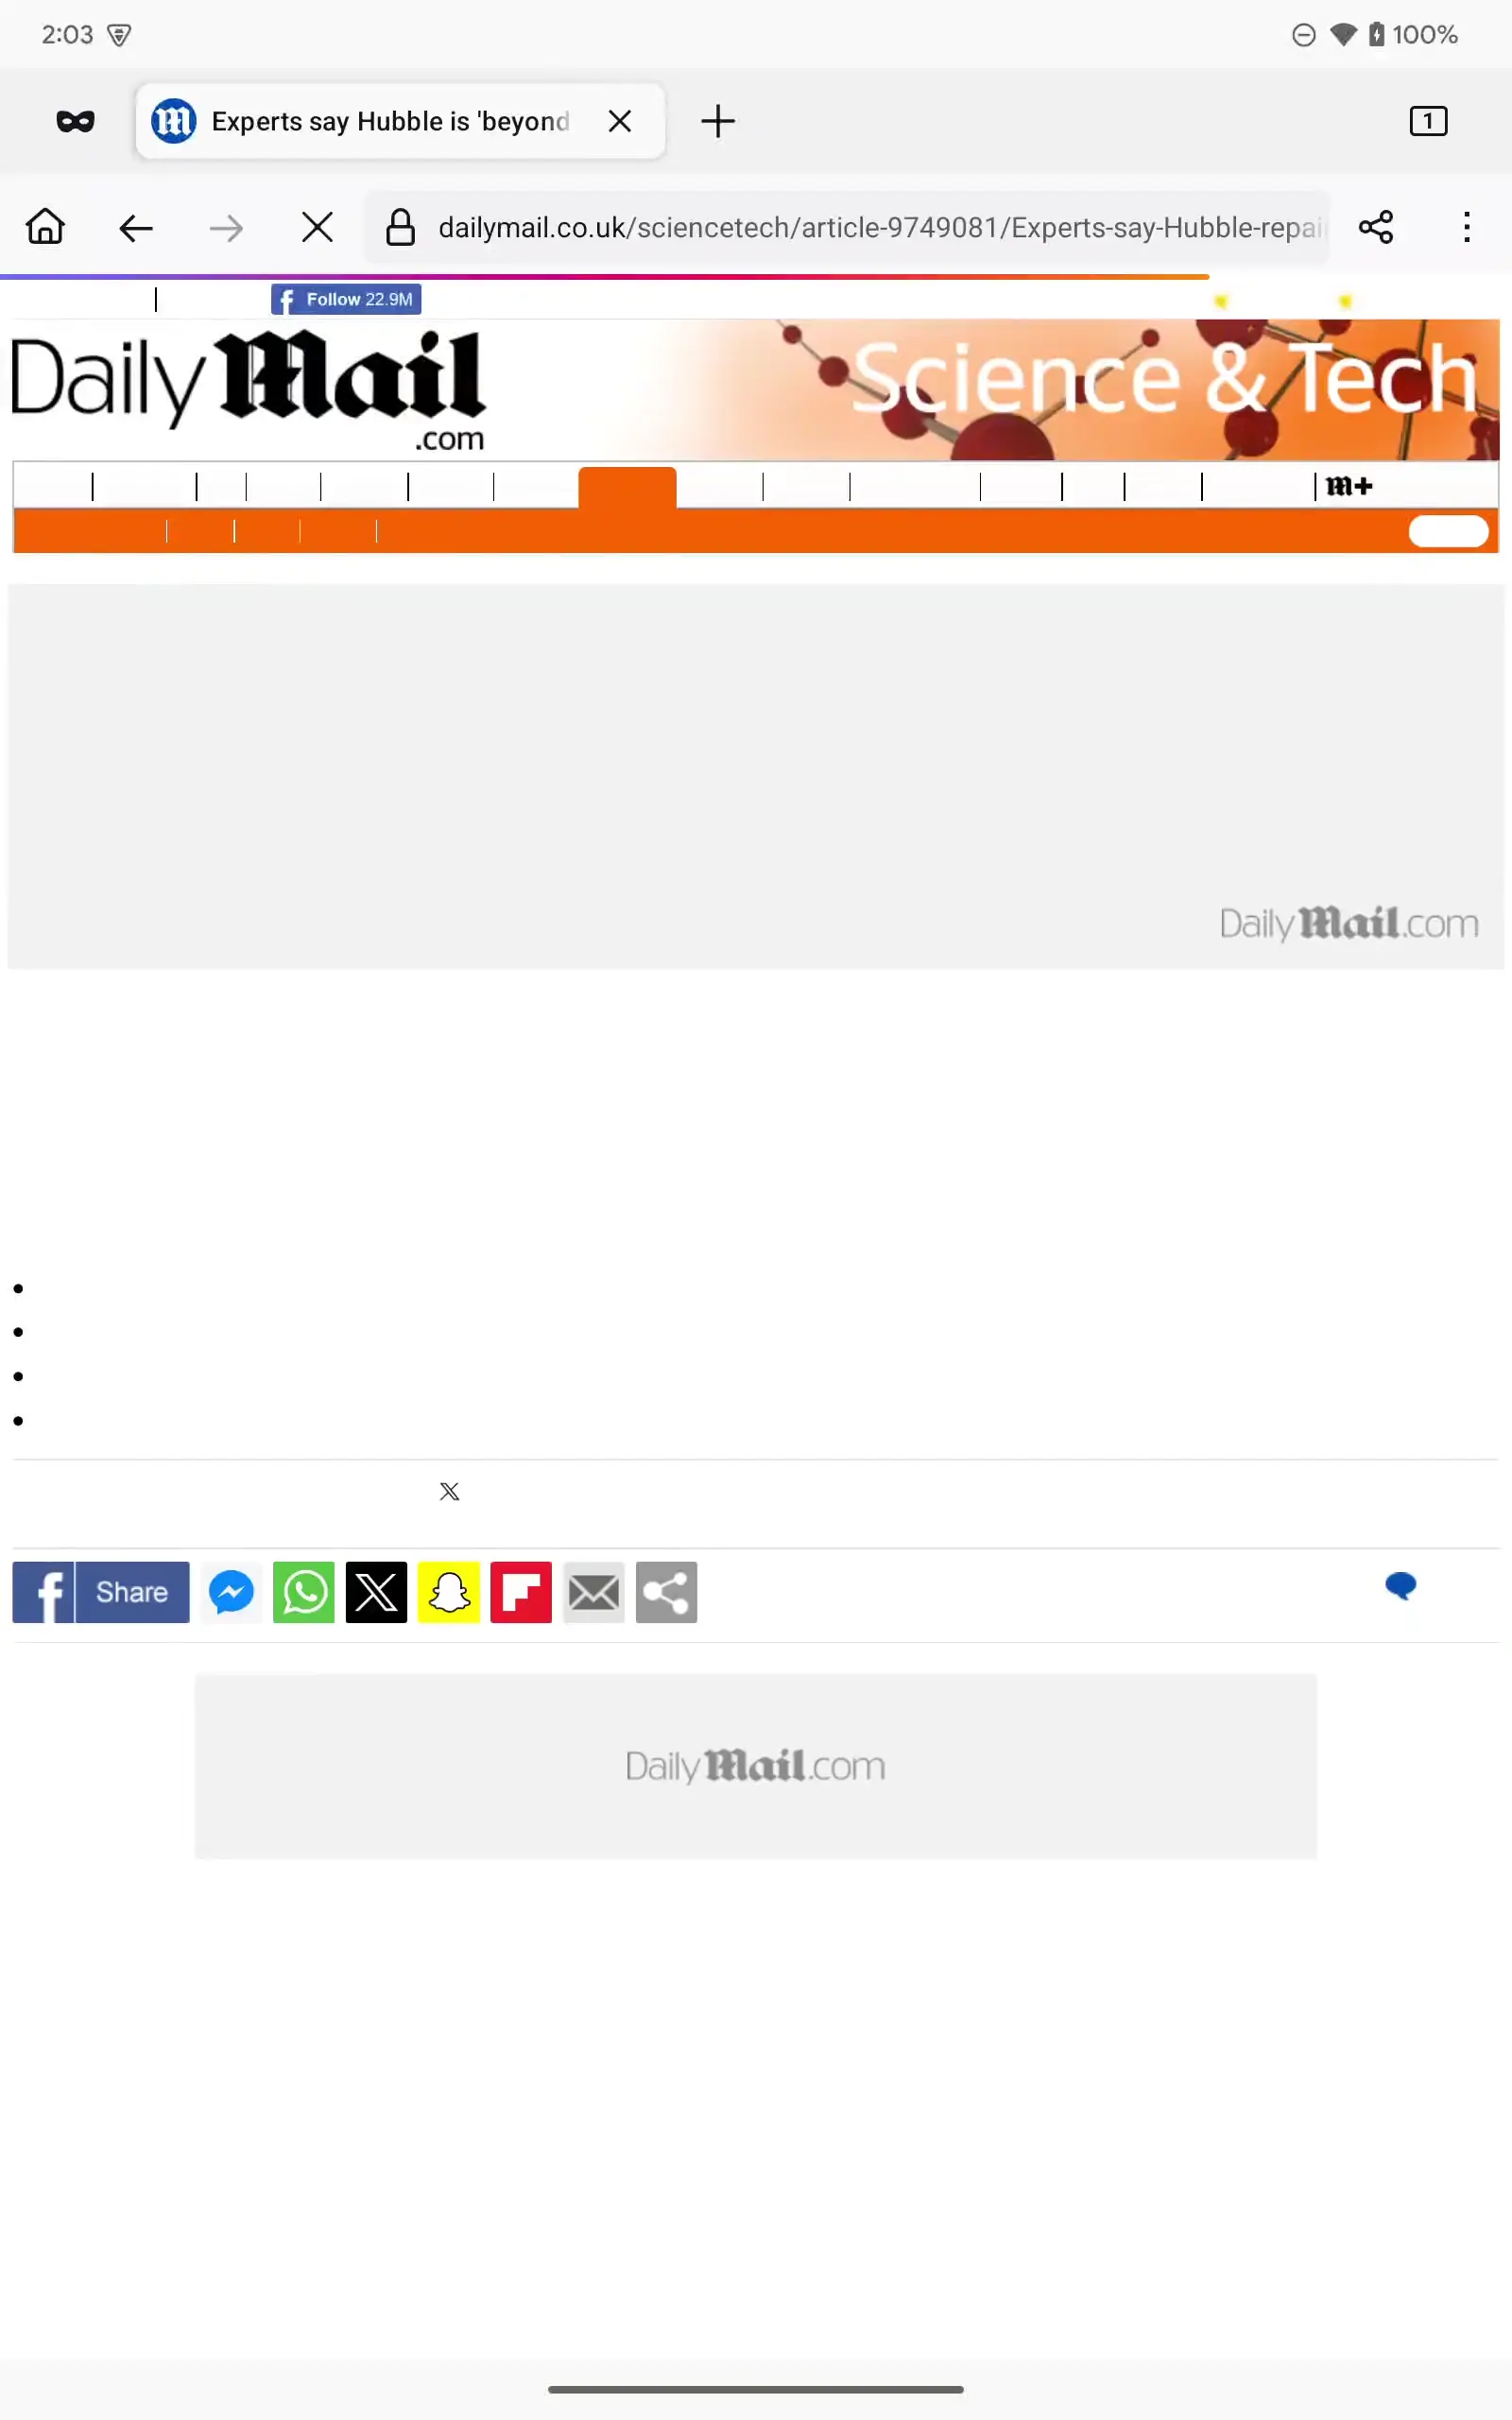 2:03
100%
Experts say Hubble is 'beyond
1
dailymail.co.uk/sciencetech/article-9749081/Experts-say-Hubble-repai
Follow 22.9M
Daily Mail
.com
Science & Tech
m+
Daily Mail.com
Share
Daily Mail.com